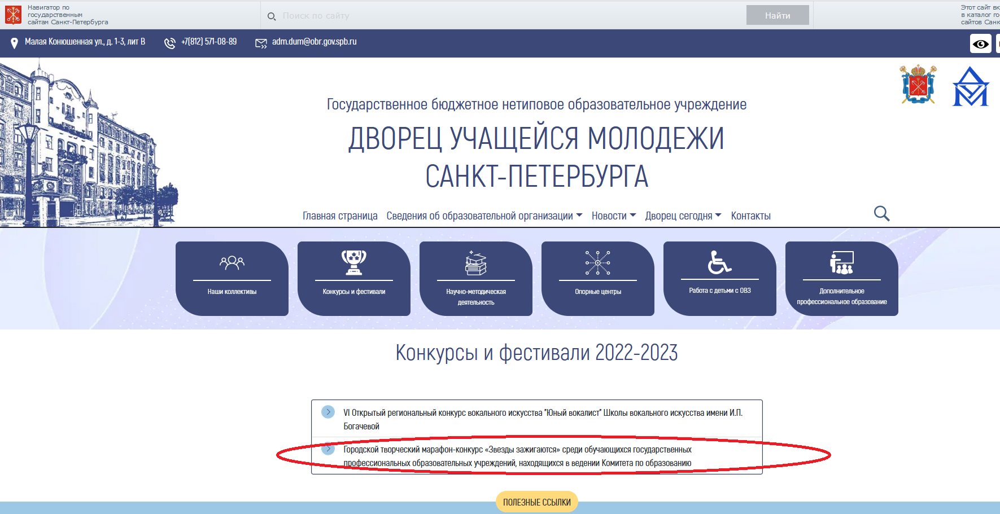 Навигатор по
государственным
сайтам Санкт-Петербурга
Поиск по сайту
Найти
Этот сайт вк
в каталог го
сайтов Санк
Малая Конюшенная ул., д. 1-3, лит В
+7(812) 571-08-89
adm.dum@obr.gov.spb.ru
Государственное бюджетное нетиповое образовательное учреждение
ДВОРЕЦ УЧАЩЕЙСЯ МОЛОДЕЖИ
САНКТ-ПЕТЕРБУРГА
Главная страница Сведения об образовательной организации Новости Дворец сегодня Контакты
Наши коллективы
Конкурсы и фестивали
Научно-методическая
деятельность
Опорные центры
Работа с детьми с ОВЗ
Дополнительное
профессиональное образование
Конкурсы и фестивали 2022-2023
VI Открытый региональный конкурс вокального искусства "Юный вокалист" Школы вокального искусства имени И.П.
Богачевой
Городской творческий марафон-конкурс «Звезды зажигаются» среди обучающихся государственных
профессиональных образовательных учреждений, находящихся в ведении Комитета по образованию
ПОЛЕЗНЫЕ ССЫЛКИ